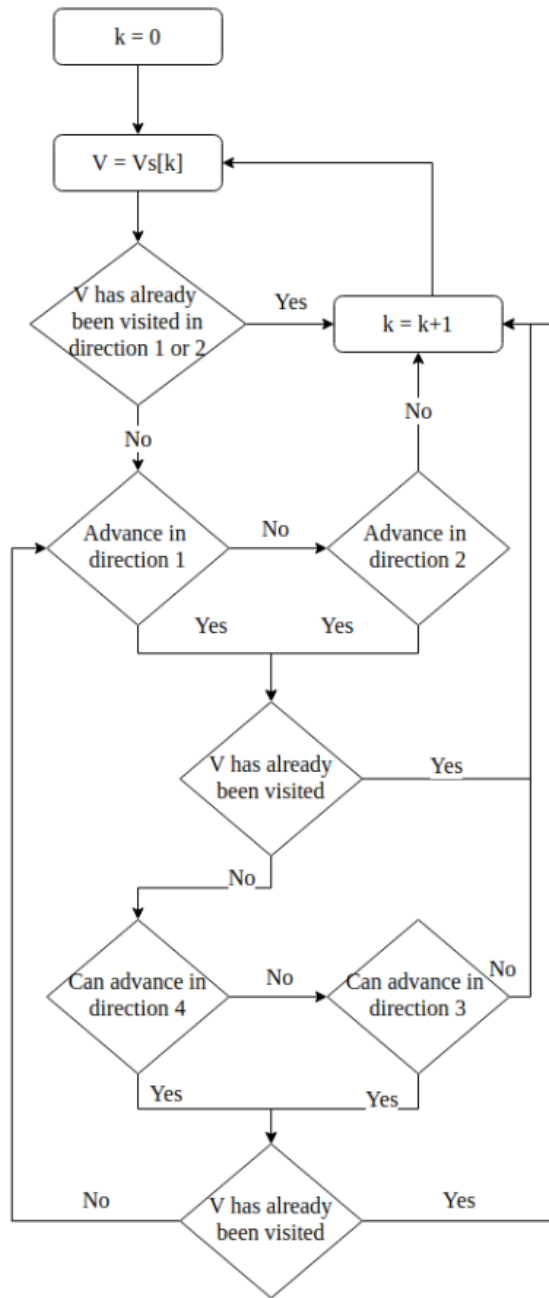 k = 0
V = Vs[k]
V has already
been visited in
direction 1 or 2
Yes
k = k+1
No
No
Advance in
direction 1
No
Advance in
direction 2
Yes
Yes
V has already
been visited
Yes
No
Can advance in
direction 4
No
Can advance in
direction 3
No
Yes
Yes
No
V has already
been visited
Yes